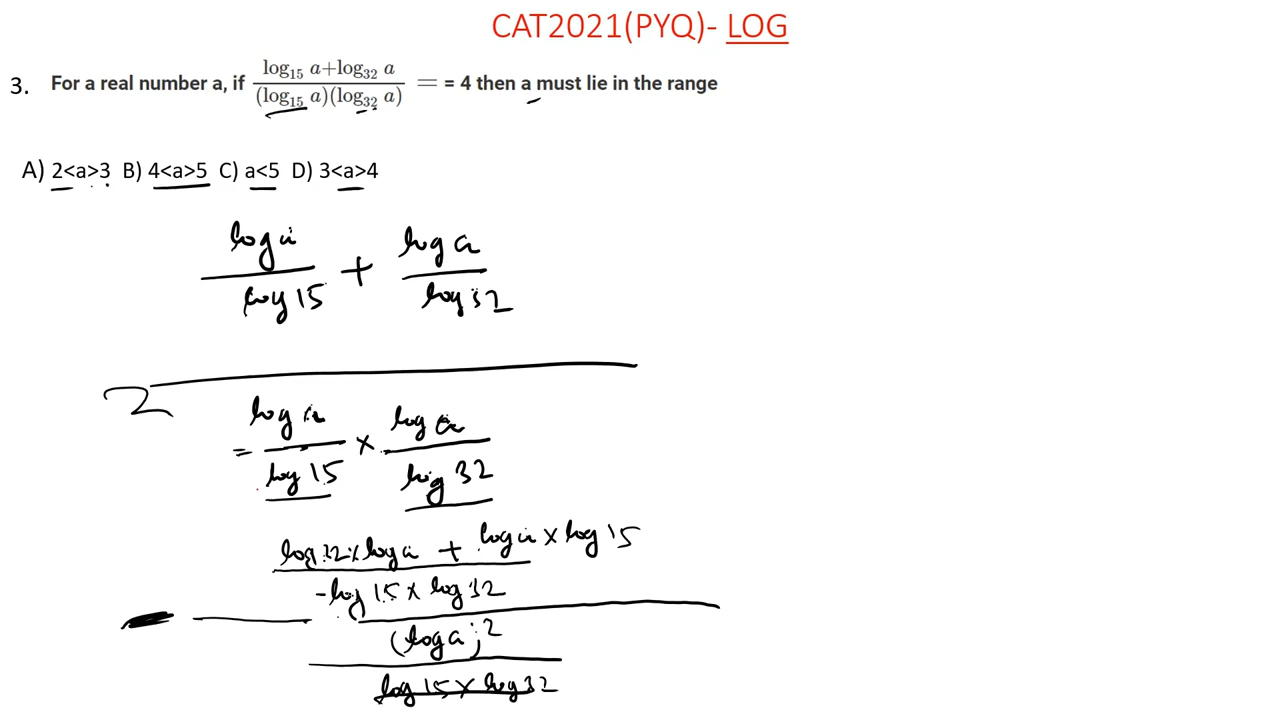 CAT2021(PYQ)- LOG
3. For a real number a, if (log₁₅ a+log₃₂ a)/((log₁₅ a)(log₃₂ a)) = = 4 then a must lie in the range
A) 2<a>3 B) 4<a>5 C) a<5 D) 3<a>4
log a / log 15 + log a / log 32
= log a / log 15 × log a / log 32
log 32 × log a + log a × log 15
log 15 × log 32
(log a)²
log 15 × log 32